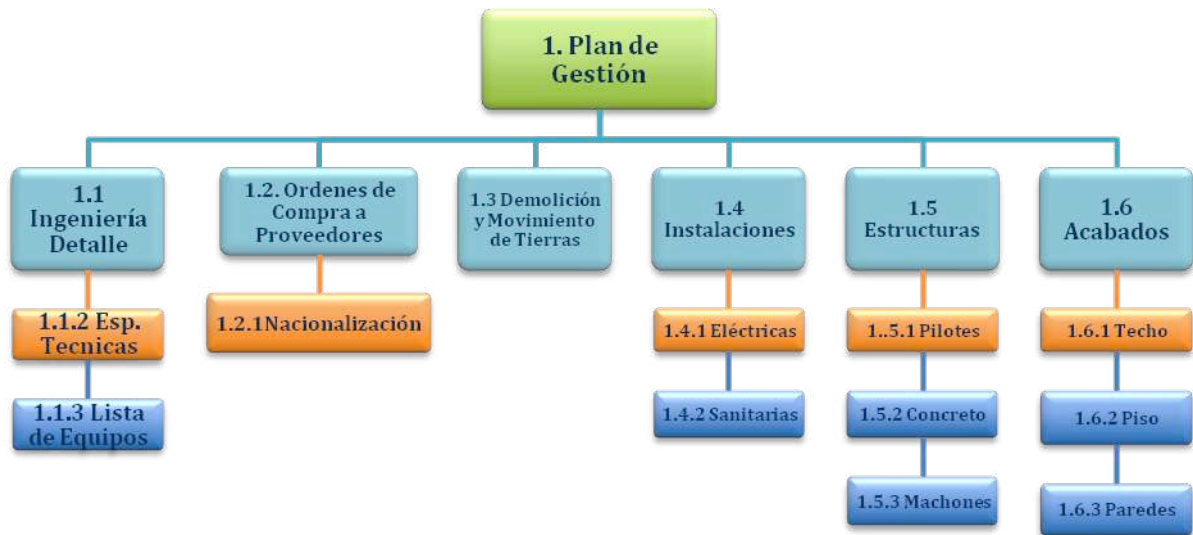 1. Plan de
Gestión
1.1
Ingeniería
Detalle
1.2. Ordenes de
Compra a
Proveedores
1.3 Demolición
y Movimiento
de Tierras
1.4
Instalaciones
1.5
Estructuras
1.6
Acabados
1.1.2 Esp.
Tecnicas
1.2.1Nacionalización
1.4.1 Eléctricas
1..5.1 Pilotes
1.6.1 Techo
1.1.3 Lista
de Equipos
1.4.2 Sanitarias
1.5.2 Concreto
1.6.2 Piso
1.5.3 Machones
1.6.3 Paredes